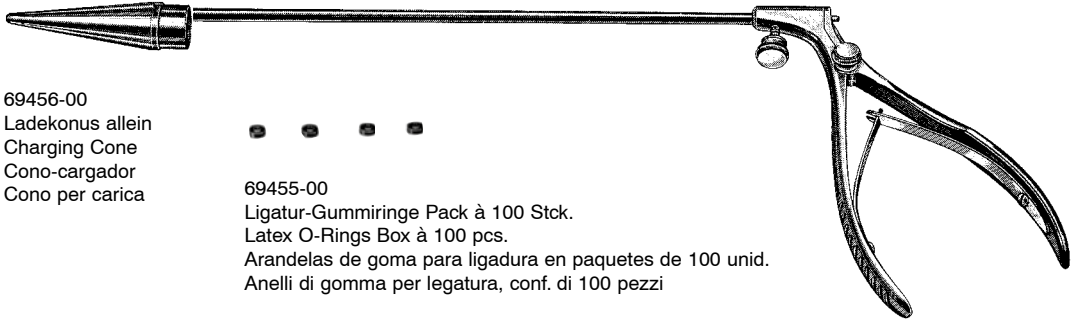 69456-00
Ladekonus allein
Charging Cone
Cono-cargador
Cono per carica
69455-00
Ligatur-Gummiringe Pack à 100 Stck.
Latex O-Rings Box à 100 pcs.
Arandelas de goma para ligadura en paquetes de 100 unid.
Anelli di gomma per legatura, conf. di 100 pezzi